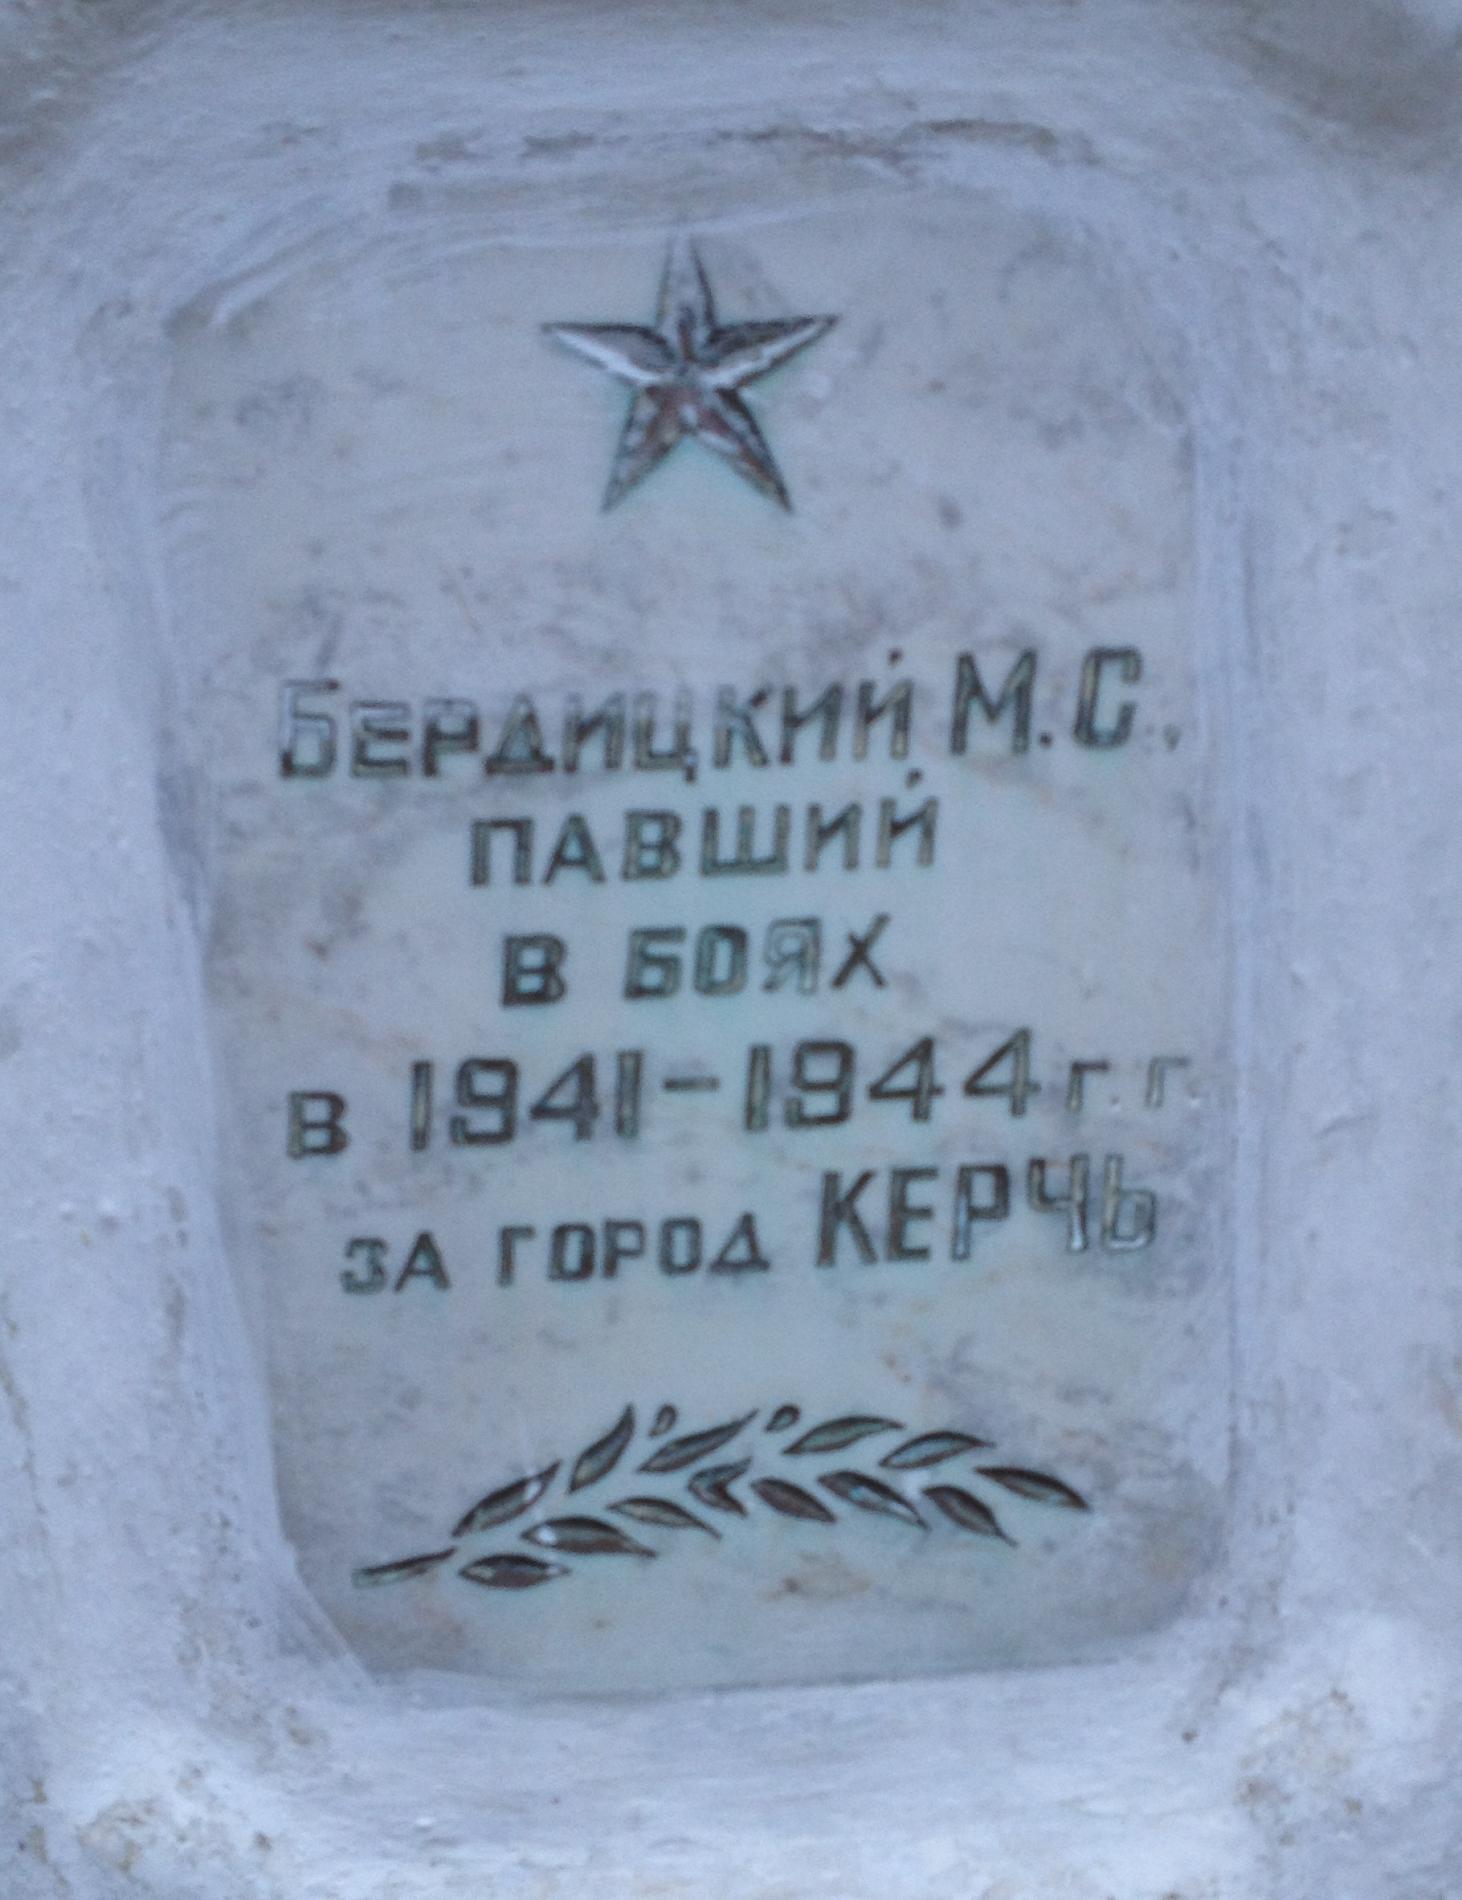 БЕРДИЦКИЙ М.С.
ПАВШИЙ
В БОЯХ
В 1941-1944 г.г.
ЗА ГОРОД КЕРЧЬ